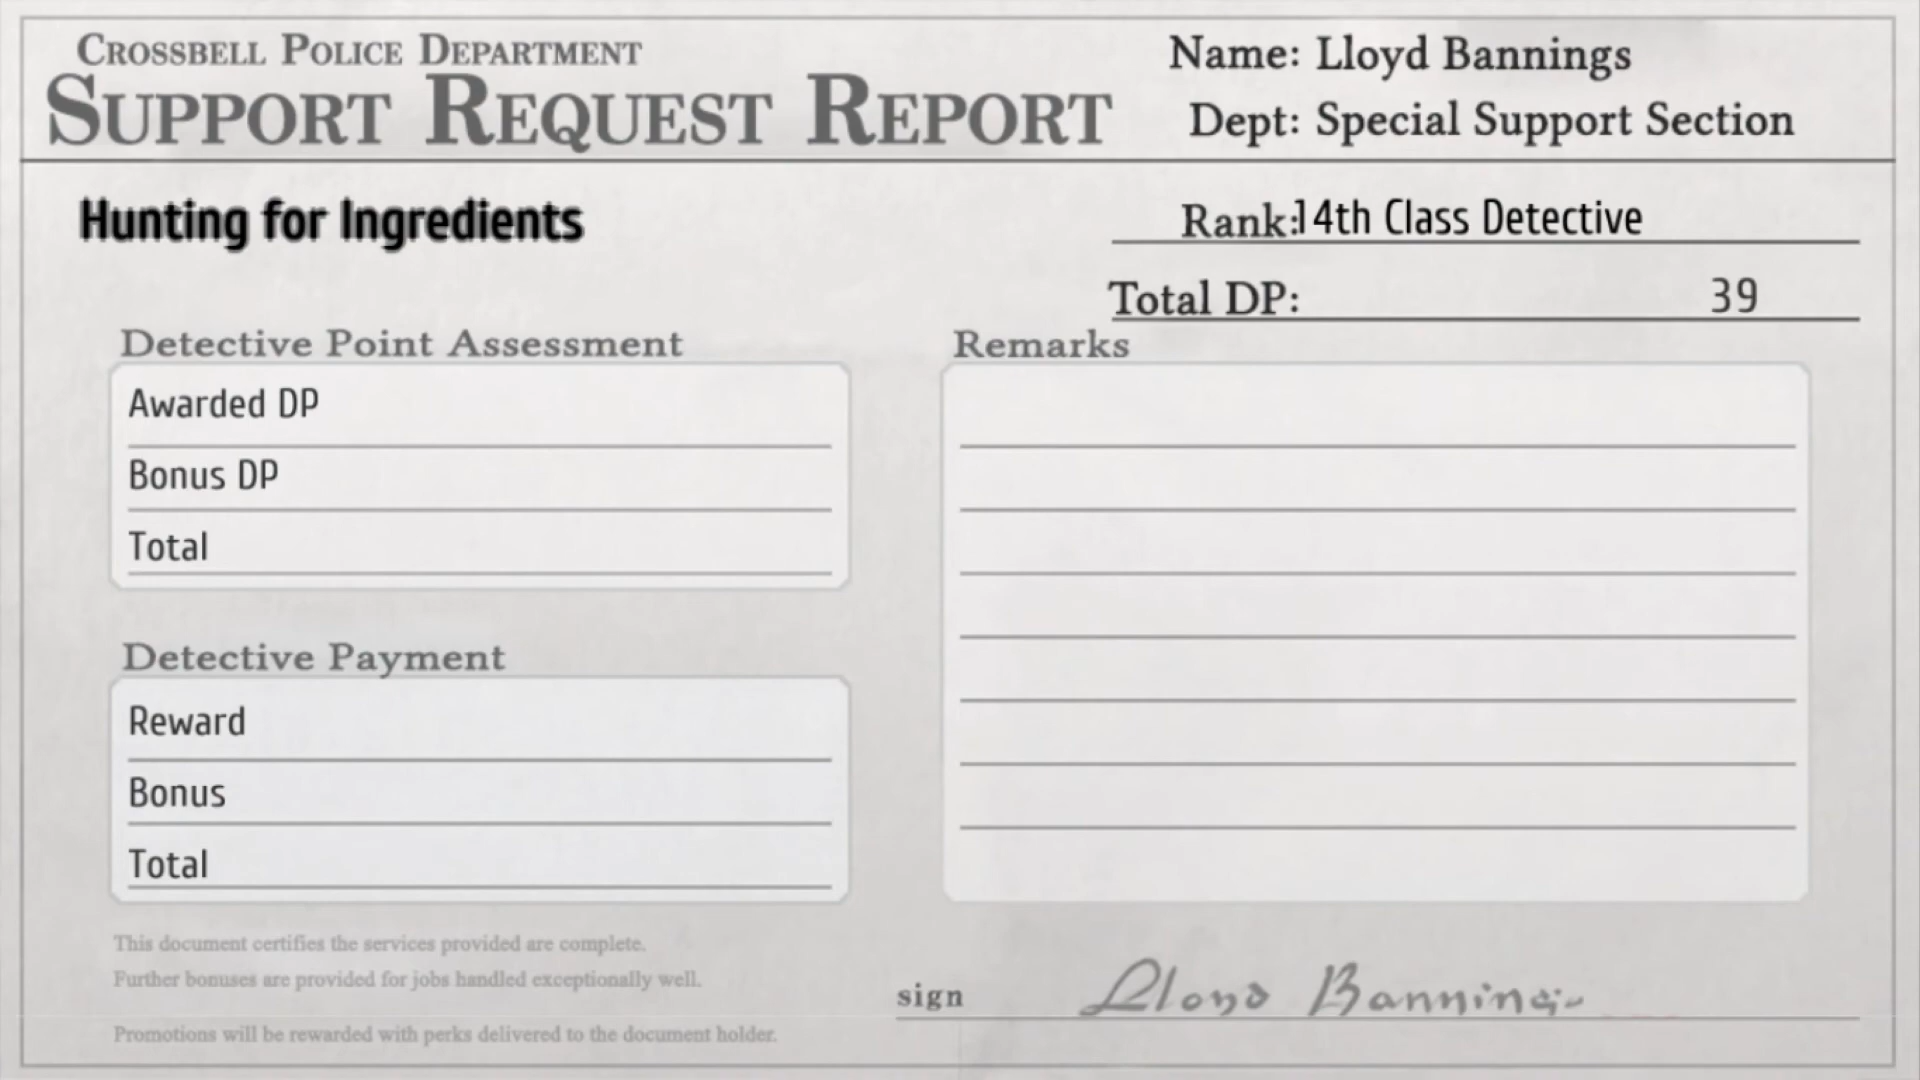 Crossbell Police Department
Support Request Report
Name: Lloyd Bannings
Dept: Special Support Section
Hunting for Ingredients
Rank:14th Class Detective
Total DP: 39
Detective Point Assessment
Awarded DP
Bonus DP
Total
Remarks
Detective Payment
Reward
Bonus
Total
This document certifies the services provided are complete.
Further bonuses are provided for jobs handled exceptionally well.
Promotions will be rewarded with perks delivered to the document holder.
sign Lloyd Bannings